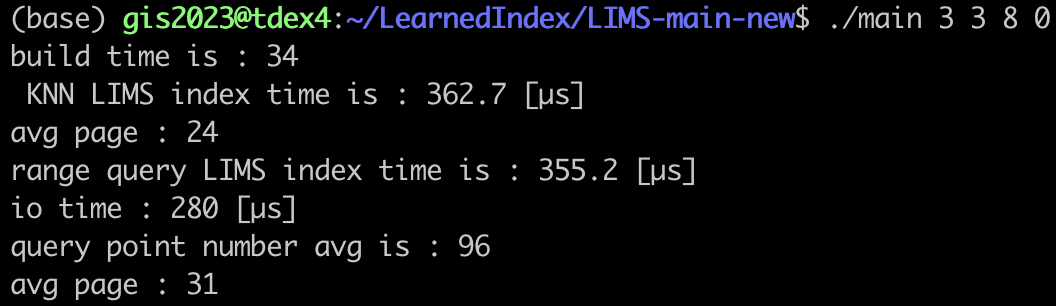 (base) gis2023@tdex4:~/LearnedIndex/LIMS-main-new$ ./main 3 3 8 0
build time is : 34
 KNN LIMS index time is : 362.7 [µs]
avg page : 24
range query LIMS index time is : 355.2 [µs]
io time : 280 [µs]
query point number avg is : 96
avg page : 31